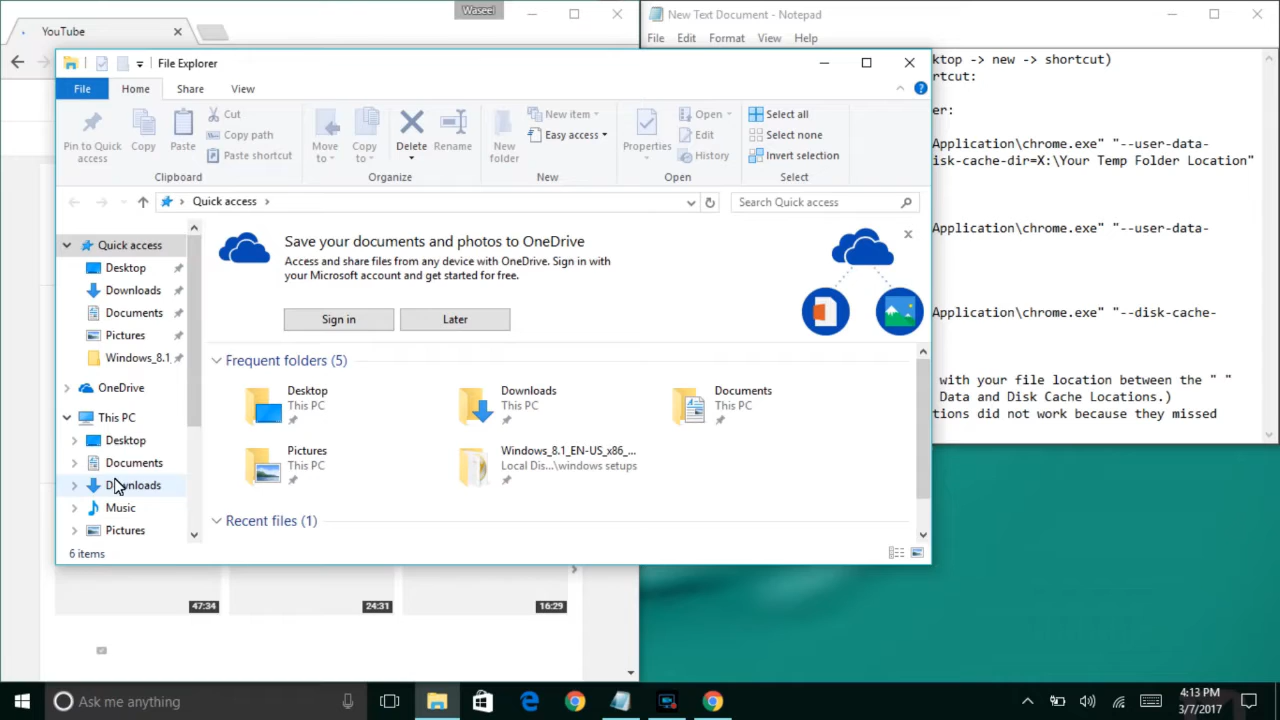 Waseel
YouTube
New Text Document - Notepad
File Edit Format View Help
ktop -> new -> shortcut)
rtcut:
er:
Application\chrome.exe" "--user-data-
isk-cache-dir=X:\Your Temp Folder Location"
Application\chrome.exe" "--user-data-
Application\chrome.exe" "--disk-cache-
with your file location between the " "
Data and Disk Cache Locations.)
tions did not work because they missed
File Explorer
File Home Share View
Pin to Quick access
Copy
Paste
Cut
Copy path
Paste shortcut
Clipboard
Move to
Copy to
Delete
Rename
Organize
New folder
New item
Easy access
New
Properties
Open
Edit
History
Open
Select all
Select none
Invert selection
Select
Quick access
Search Quick access
Quick access
Desktop
Downloads
Documents
Pictures
Windows_8.1
OneDrive
This PC
Desktop
Documents
Downloads
Music
Pictures
Save your documents and photos to OneDrive
Access and share files from any device with OneDrive. Sign in with
your Microsoft account and get started for free.
Sign in
Later
Frequent folders (5)
Desktop
This PC
Downloads
This PC
Documents
This PC
Pictures
This PC
Windows_8.1_EN-US_x86_...
Local Dis...\windows setups
Recent files (1)
6 items
47:34
24:31
16:29
Ask me anything
4:13 PM
3/7/2017